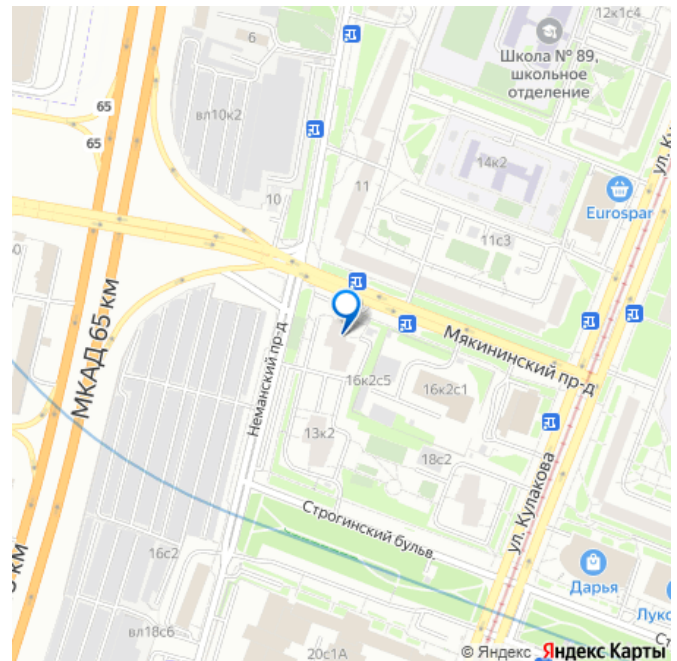 12к1с4
6
Школа № 89,
школьное
отделение
65
вл10к2
65
ул. Ку
14к2
11
Eurospar
10
11с3
МКАД 65 км
Мякининский пр-д
Неманский пр-д
16к2с5
16к2с1
13к2
18с2
ул. Кулакова
Строгинский бульв.
км
16с2
Дарья
Лукс
вл18с6
20с1А
© Яндекс Яндекс Карты